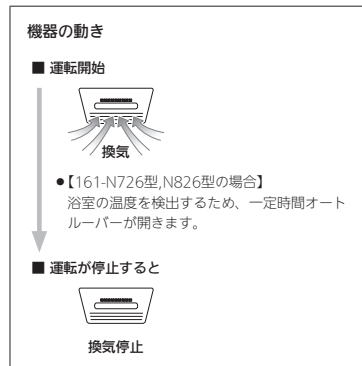 機器の動き
■ 運転開始
換気
●【161-N726型,N826型の場合】
浴室の温度を検出するため、一定時間オート
ルーバーが開きます。
■ 運転が停止すると
換気停止